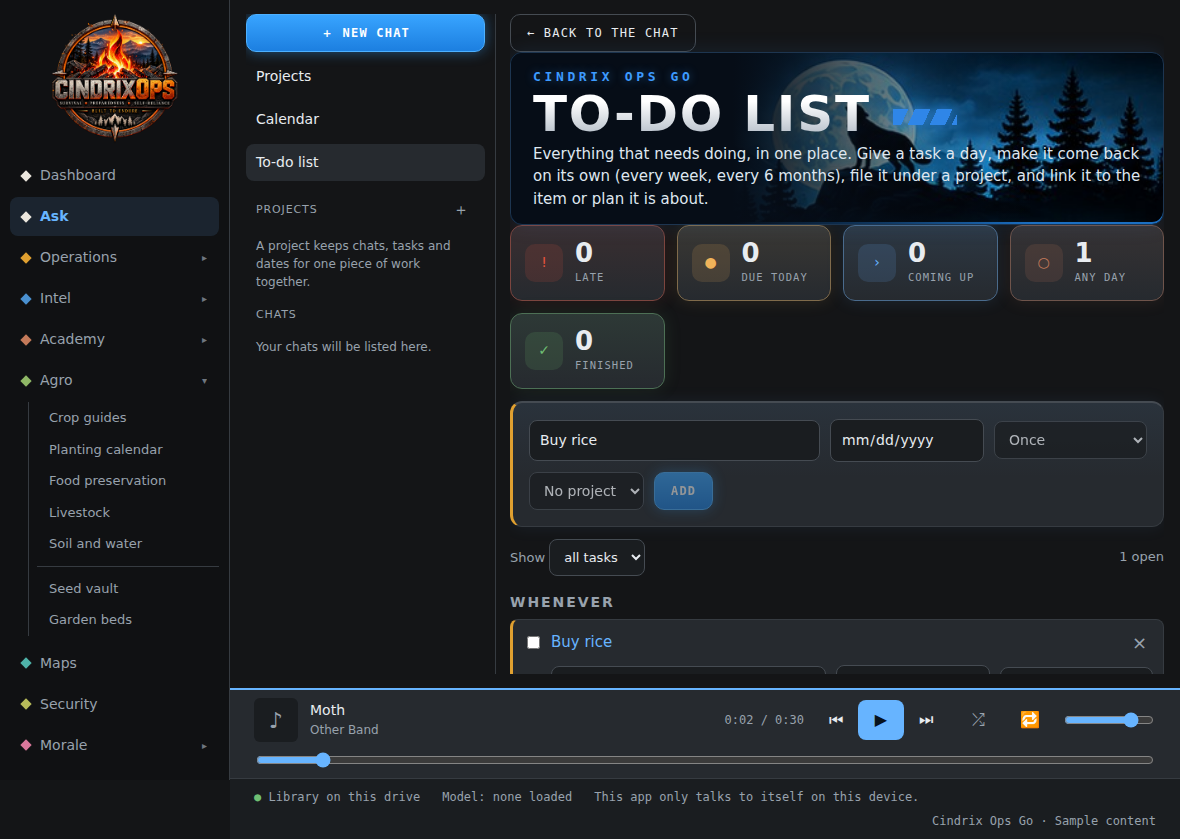 CINDRIXOPS
SURVIVAL • PREPAREDNESS • SELF-RELIANCE
BUILT TO ENDURE
Dashboard
Ask
Operations
Intel
Academy
Agro
Crop guides
Planting calendar
Food preservation
Livestock
Soil and water
Seed vault
Garden beds
Maps
Security
Morale
+ NEW CHAT
Projects
Calendar
To-do list
PROJECTS +
A project keeps chats, tasks and
dates for one piece of work
together.
CHATS
Your chats will be listed here.
← BACK TO THE CHAT
CINDRIX OPS GO
TO-DO LIST
Everything that needs doing, in one place. Give a task a day, make it come back
on its own (every week, every 6 months), file it under a project, and link it to the
item or plan it is about.
! 0 LATE
0 DUE TODAY
› 0 COMING UP
1 ANY DAY
✓ 0 FINISHED
Buy rice mm/dd/yyyy Once
No project ADD
Show all tasks 1 open
WHENEVER
Buy rice ×
♪ Moth
Other Band
0:02 / 0:30
Library on this drive Model: none loaded This app only talks to itself on this device.
Cindrix Ops Go · Sample content